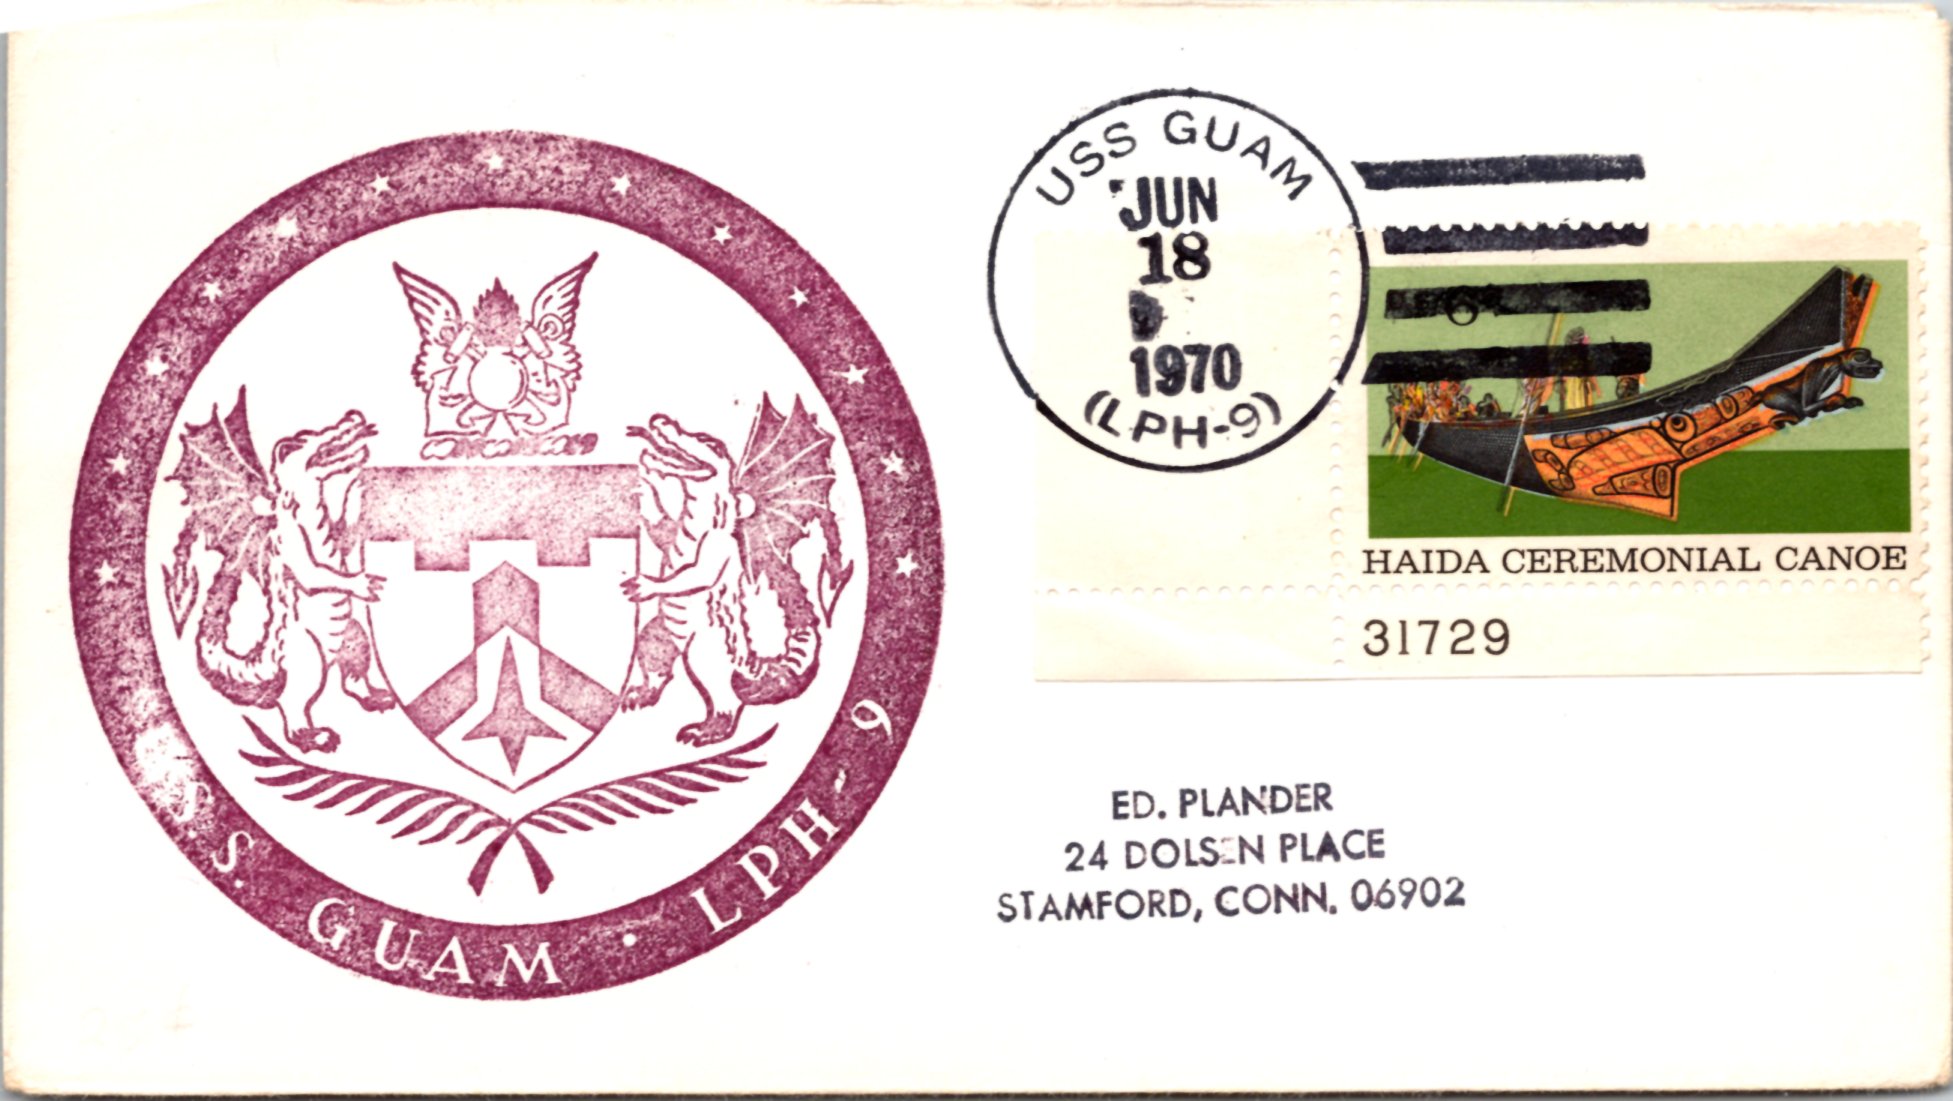 USS GUAM
JUN
18
1970
(LPH-9)
6¢
HAIDA CEREMONIAL CANOE
31729
ED. PLANDER
24 DOLSEN PLACE
STAMFORD, CONN. 06902
U.S.S. GUAM · LPH-9